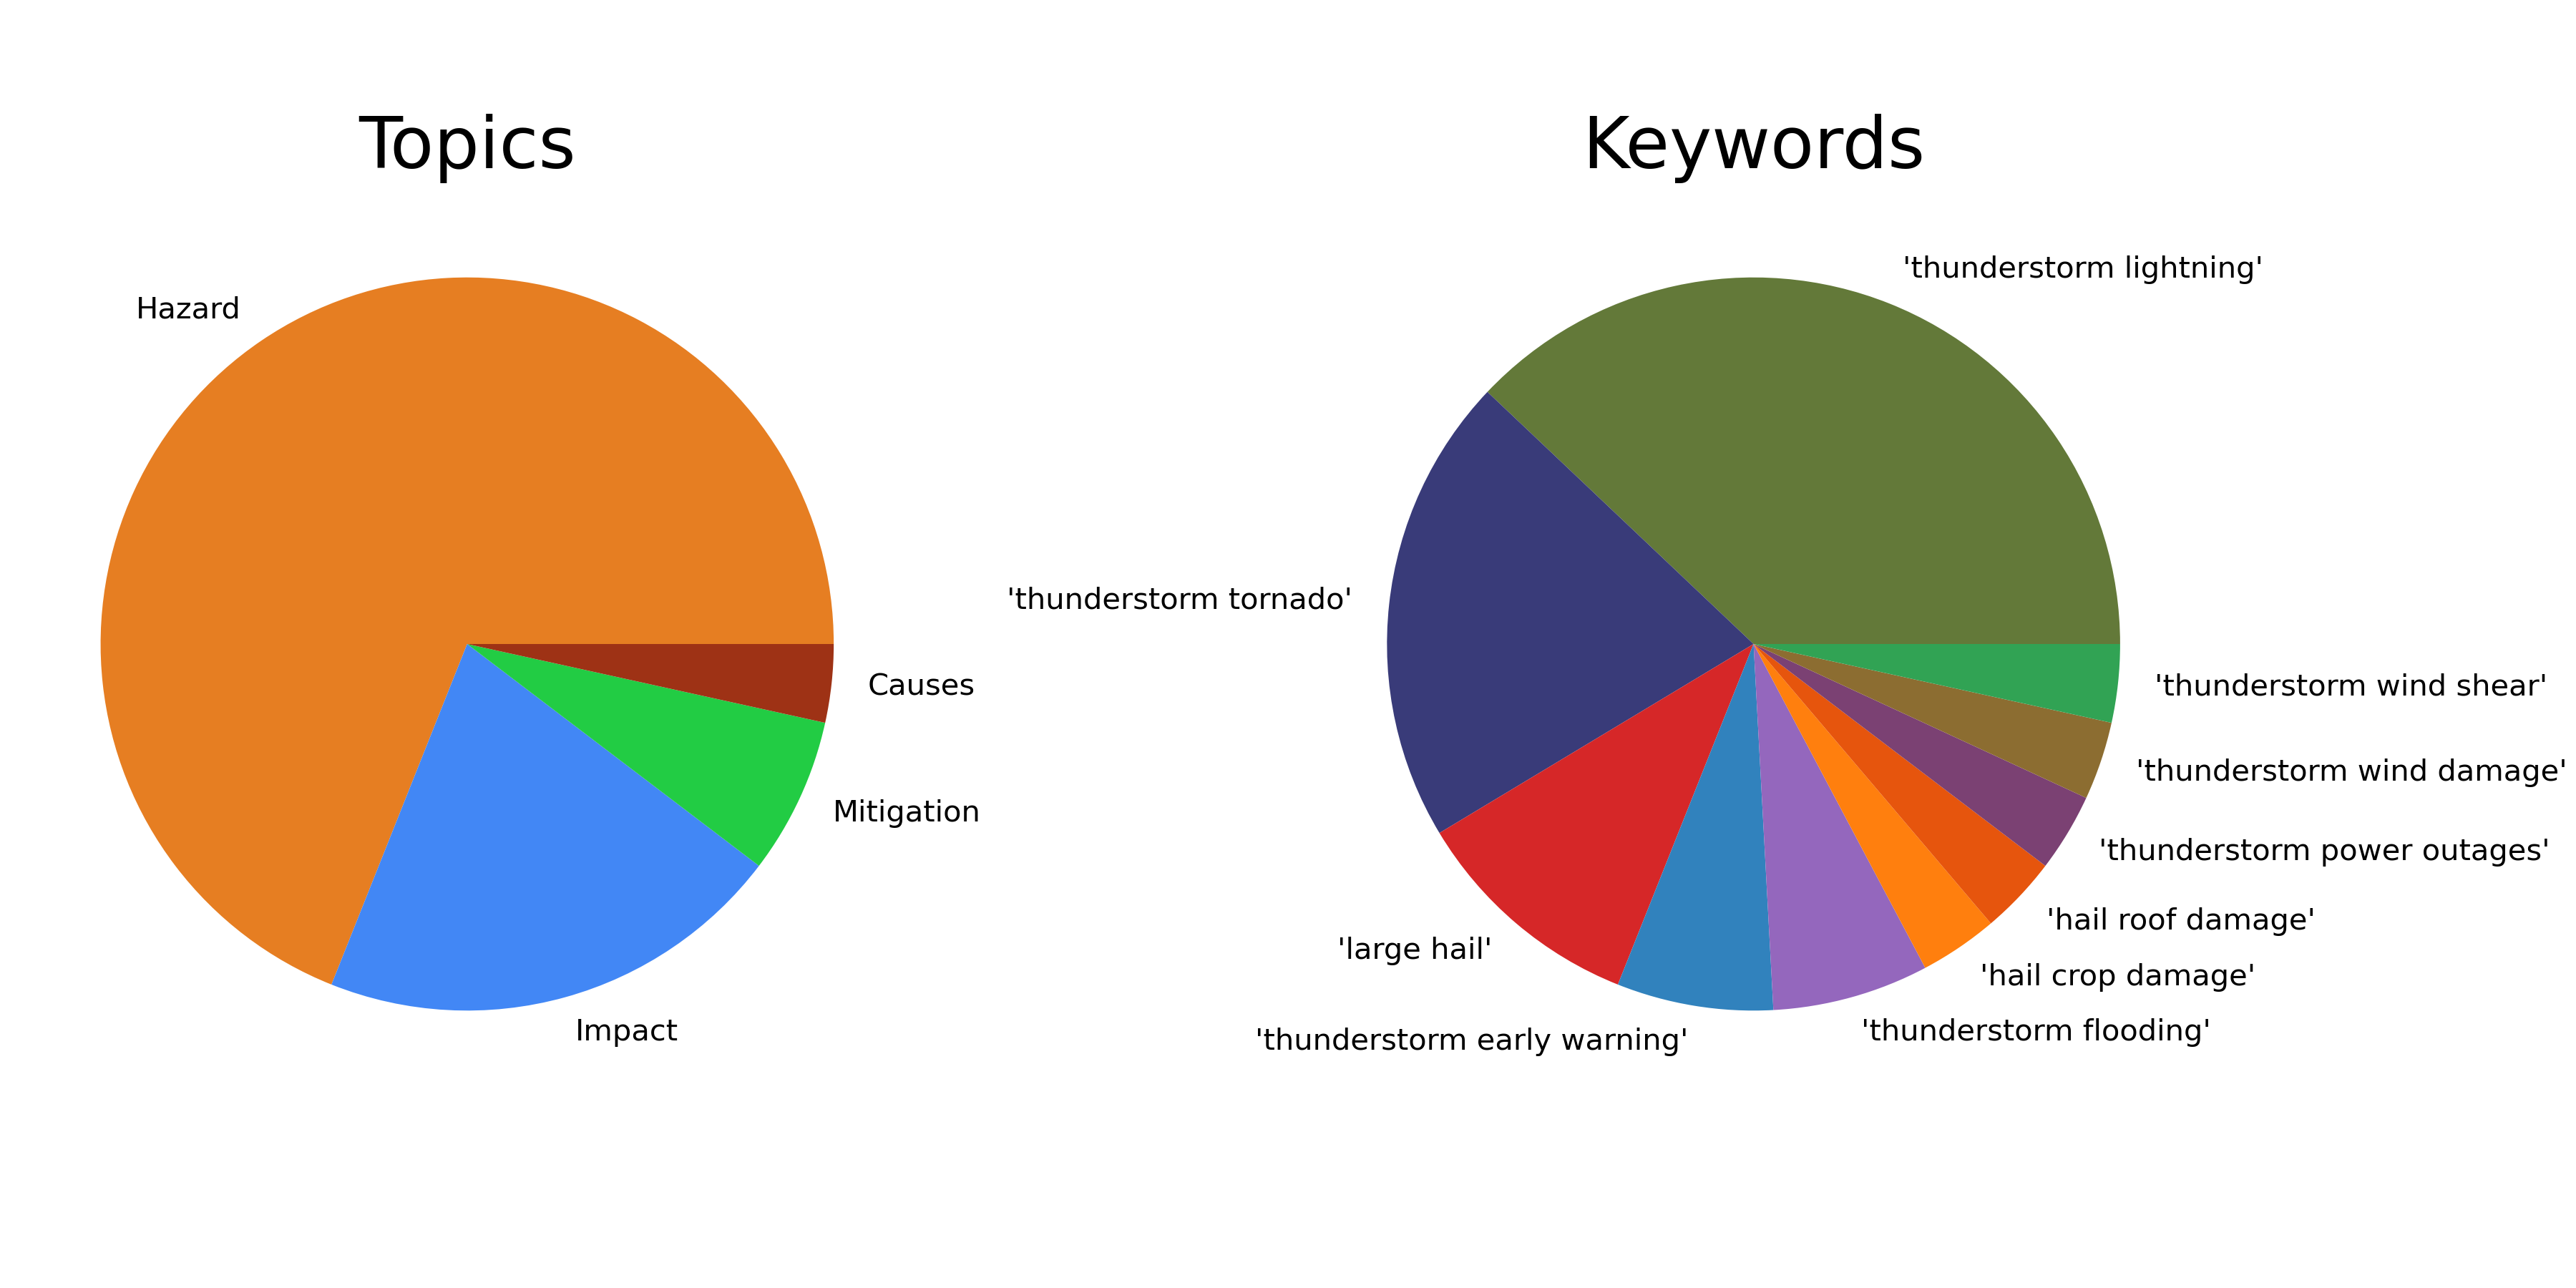 Topics
Hazard
Causes
Mitigation
Impact
Keywords
'thunderstorm lightning'
'thunderstorm tornado'
'large hail'
'thunderstorm early warning'
'thunderstorm flooding'
'hail crop damage'
'hail roof damage'
'thunderstorm power outages'
'thunderstorm wind damage'
'thunderstorm wind shear'